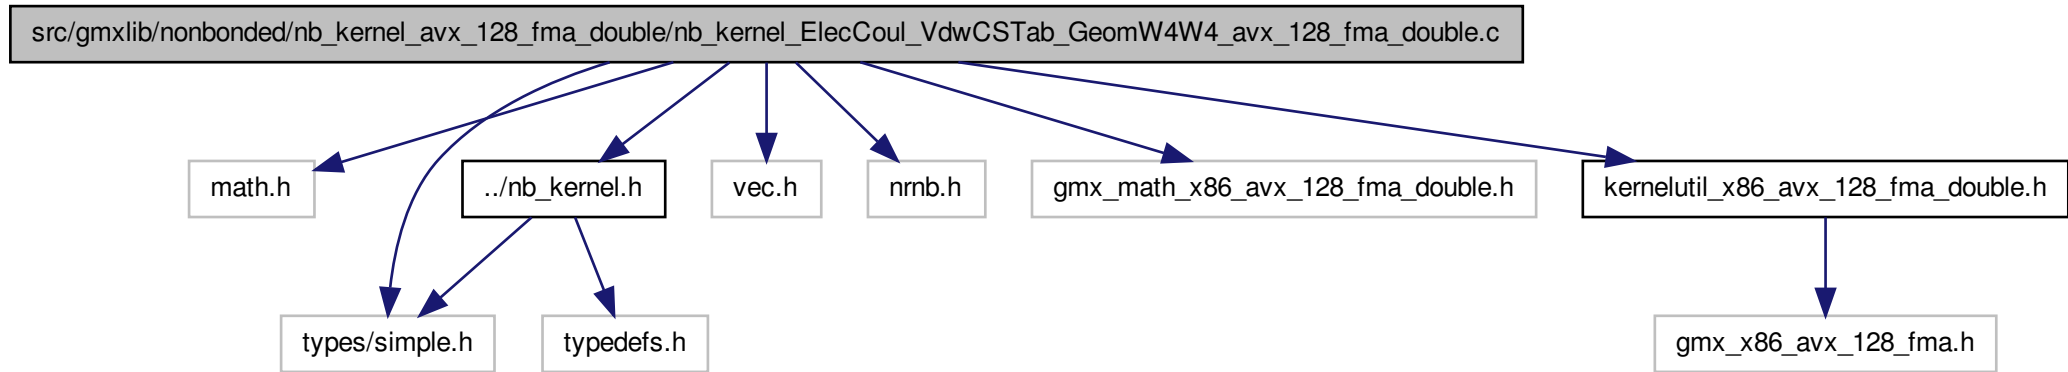 src/gmxlib/nonbonded/nb_kernel_avx_128_fma_double/nb_kernel_ElecCoul_VdwCSTab_GeomW4W4_avx_128_fma_double.c
math.h
../nb_kernel.h
vec.h
nrnb.h
gmx_math_x86_avx_128_fma_double.h
kernelutil_x86_avx_128_fma_double.h
types/simple.h
typedefs.h
gmx_x86_avx_128_fma.h